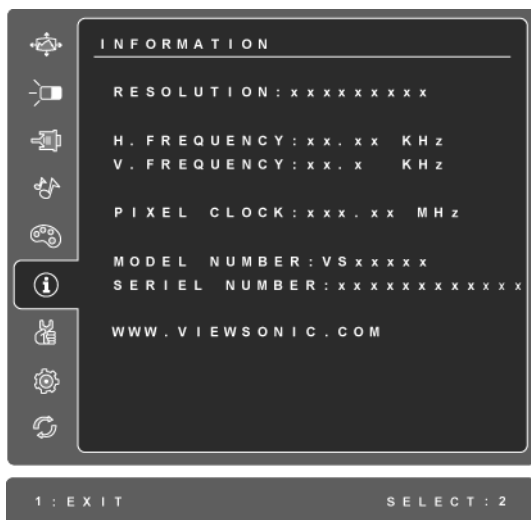 INFORMATION
RESOLUTION:xxxxxxxxx
H. FREQUENCY:xx.xx KHz
V. FREQUENCY:xx.x KHz
PIXEL CLOCK:xxx.xx MHz
MODEL NUMBER:VSxxxxx
SERIEL NUMBER:xxxxxxxxxxxx
WWW.VIEWSONIC.COM
1:EXIT SELECT:2